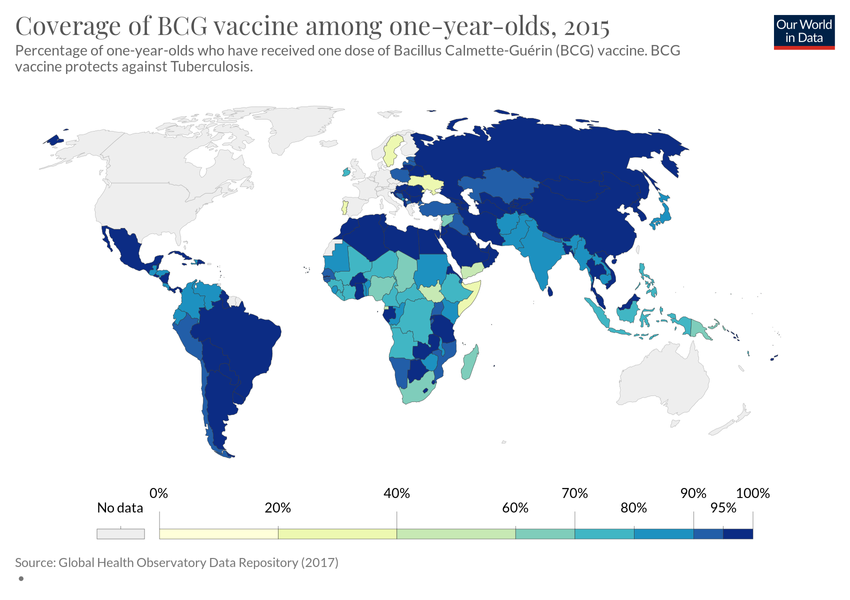 Coverage of BCG vaccine among one-year-olds, 2015
Our World
in Data
Percentage of one-year-olds who have received one dose of Bacillus Calmette-Guérin (BCG) vaccine. BCG
vaccine protects against Tuberculosis.
0% 40% 70% 90% 100%
No data 20% 60% 80% 95%
Source: Global Health Observatory Data Repository (2017)